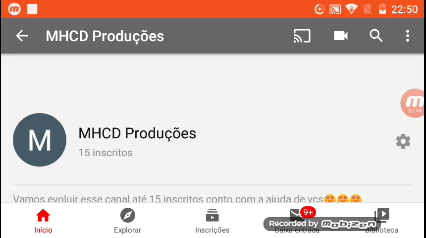 22:50
MHCD Produções
M
MHCD Produções
15 inscritos
Vamos evoluir esse canal até 15 inscritos conto com a ajuda de vcs😍😍😍
9+
Início
Explorar
Inscrições
Recorded by mobizen